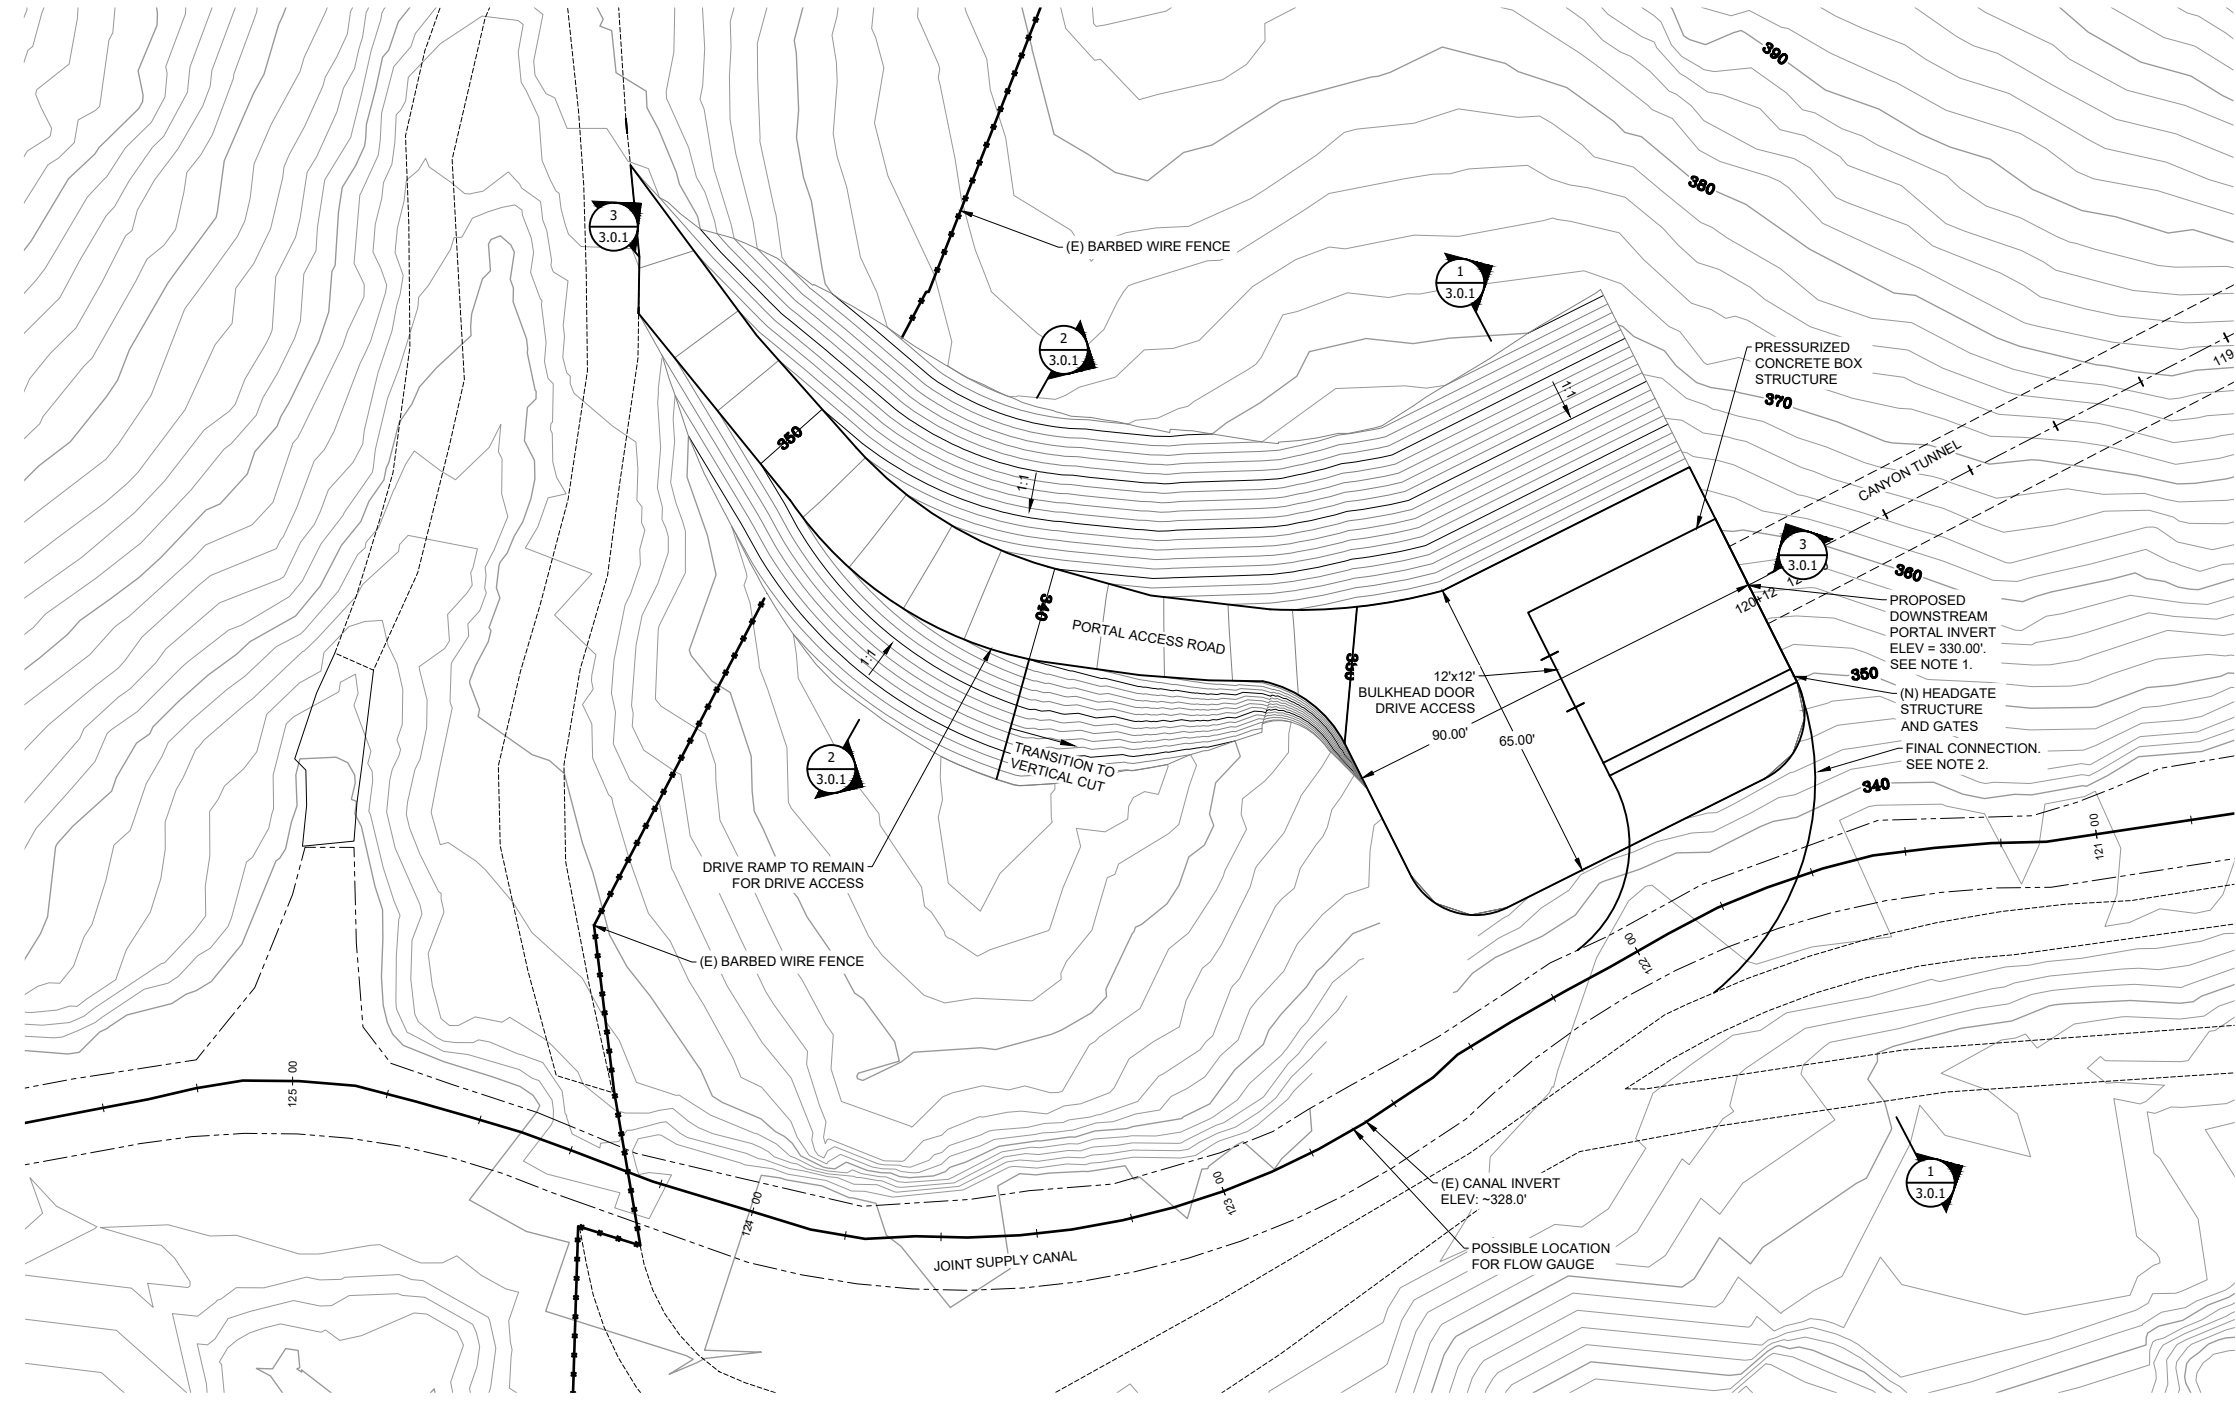 390
380
3
3.0.1
(E) BARBED WIRE FENCE
1
3.0.1
2
3.0.1
PRESSURIZED
CONCRETE BOX
STRUCTURE
119
1:1
370
350
CANYON TUNNEL
1:1
3
3.0.1
360
120+12
PROPOSED
DOWNSTREAM
PORTAL INVERT
ELEV = 330.00'.
SEE NOTE 1.
340
PORTAL ACCESS ROAD
1:1
12'x12'
BULKHEAD DOOR
DRIVE ACCESS
350
(N) HEADGATE
STRUCTURE
AND GATES
90.00'
65.00'
FINAL CONNECTION.
SEE NOTE 2.
2
3.0.1
TRANSITION TO
VERTICAL CUT
340
121 00
DRIVE RAMP TO REMAIN
FOR DRIVE ACCESS
122 00
(E) BARBED WIRE FENCE
125 00
1
3.0.1
(E) CANAL INVERT
ELEV: ~328.0'
123 00
124 00
POSSIBLE LOCATION
FOR FLOW GAUGE
JOINT SUPPLY CANAL